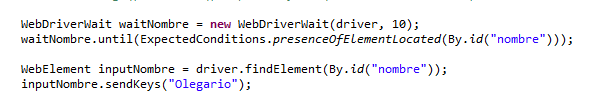 WebDriverWait waitNombre = new WebDriverWait(driver, 10);
waitNombre.until(ExpectedConditions.presenceOfElementLocated(By.id("nombre")));
WebElement inputNombre = driver.findElement(By.id("nombre"));
inputNombre.sendKeys("Olegario");